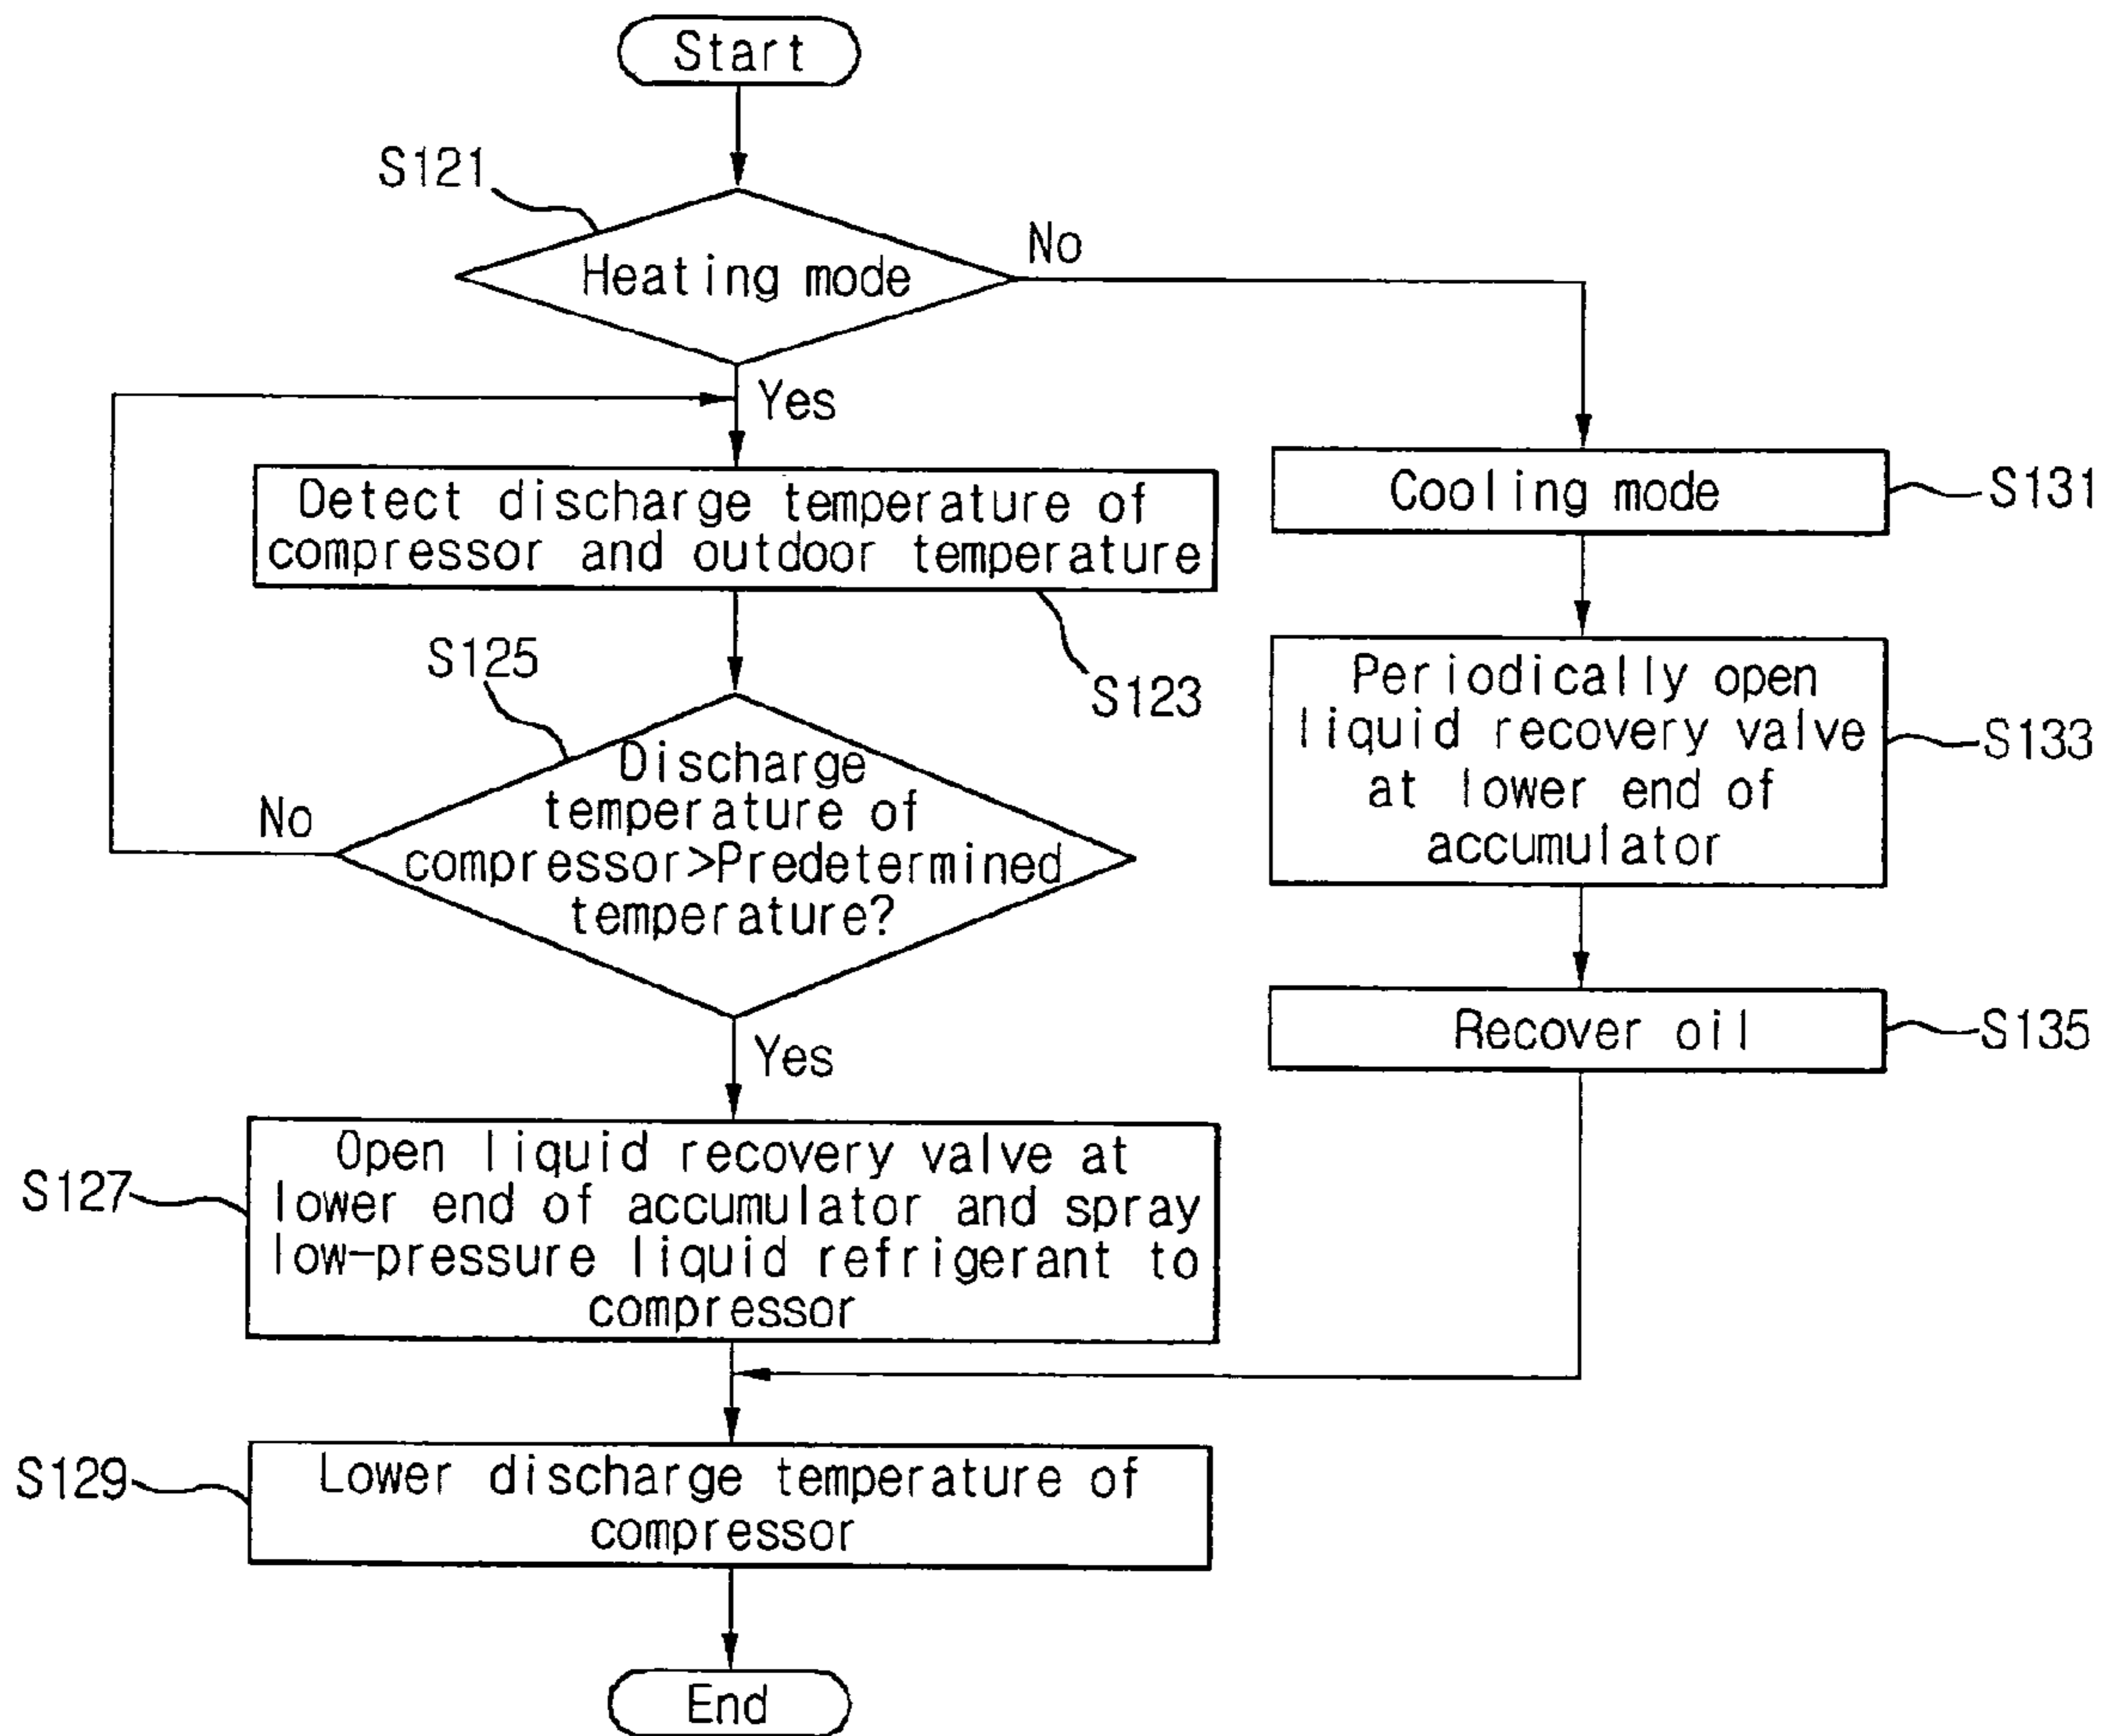 Start
S121
Heating mode
No
Yes
Detect discharge temperature of
compressor and outdoor temperature
S123
S125
Discharge
temperature of
compressor>Predetermined
temperature?
No
Yes
S127
Open liquid recovery valve at
lower end of accumulator and spray
low-pressure liquid refrigerant to
compressor
S129
Lower discharge temperature of
compressor
End
Cooling mode
S131
Periodically open
liquid recovery valve
at lower end of
accumulator
S133
Recover oil
S135